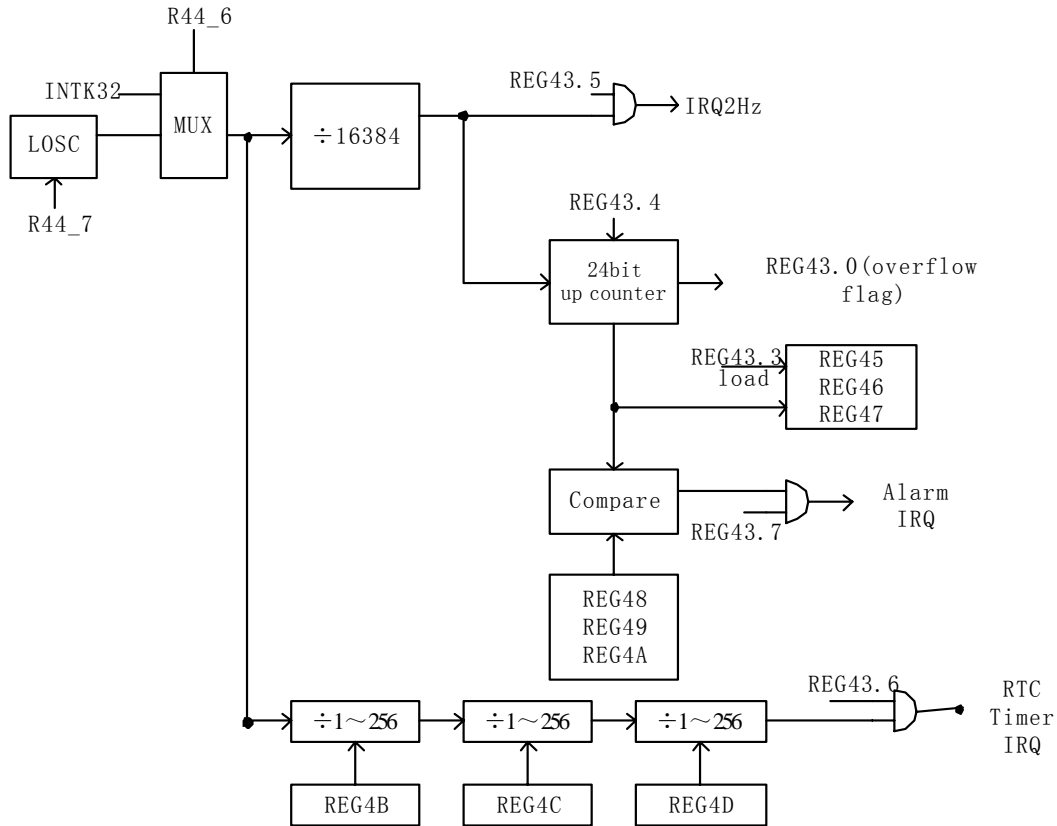 R44_6
INTK32
LOSC
MUX
R44_7
÷16384
REG43.5
IRQ2Hz
REG43.4
24bit
up counter
REG43.0(overflow
flag)
REG43.3
load
REG45
REG46
REG47
Compare
REG43.7
Alarm
IRQ
REG48
REG49
REG4A
REG43.6
RTC
Timer
IRQ
÷1～256
÷1～256
÷1～256
REG4B
REG4C
REG4D